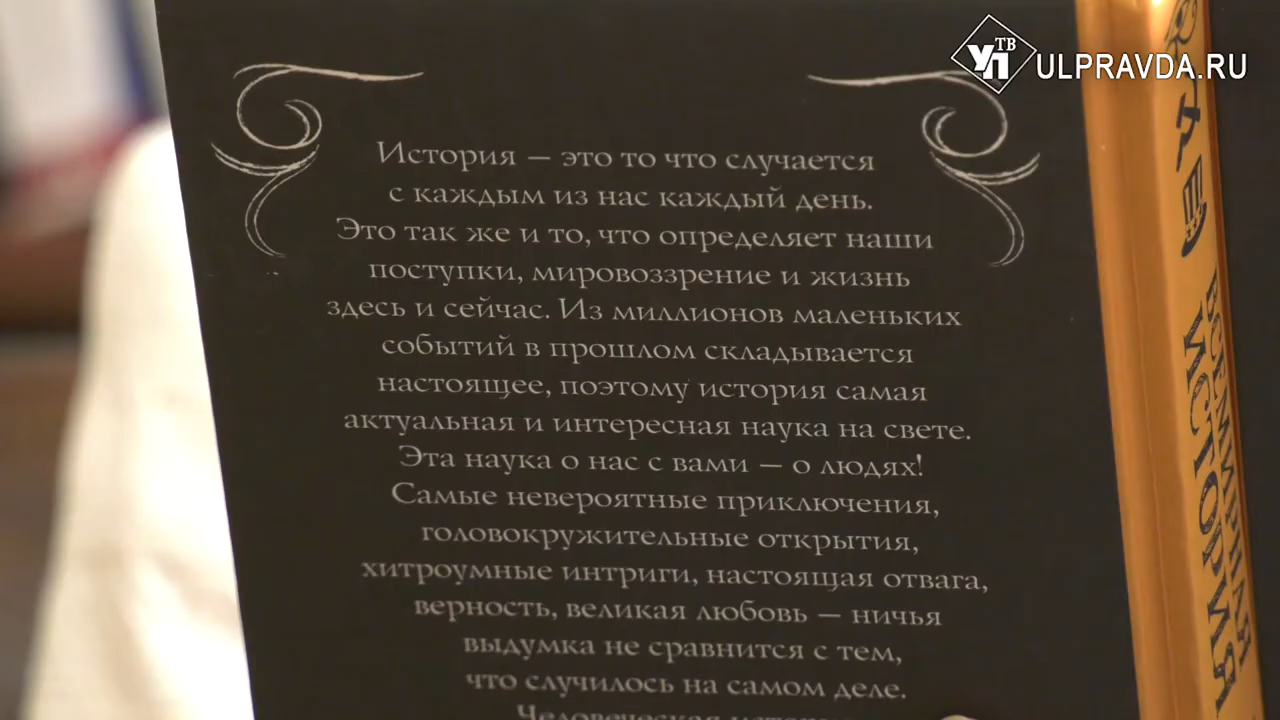 УП ТВ ULPRAVDA.RU
История – это то что случается
с каждым из нас каждый день.
Это так же и то, что определяет наши
поступки, мировоззрение и жизнь
здесь и сейчас. Из миллионов маленьких
событий в прошлом складывается
настоящее, поэтому история самая
актуальная и интересная наука на свете.
Эта наука о нас с вами – о людях!
Самые невероятные приключения,
головокружительные открытия,
хитроумные интриги, настоящая отвага,
верность, великая любовь – ничья
выдумка не сравнится с тем,
что случилось на самом деле.
Человеческая
ВСЕМИРНАЯ
ИСТОРИЯ